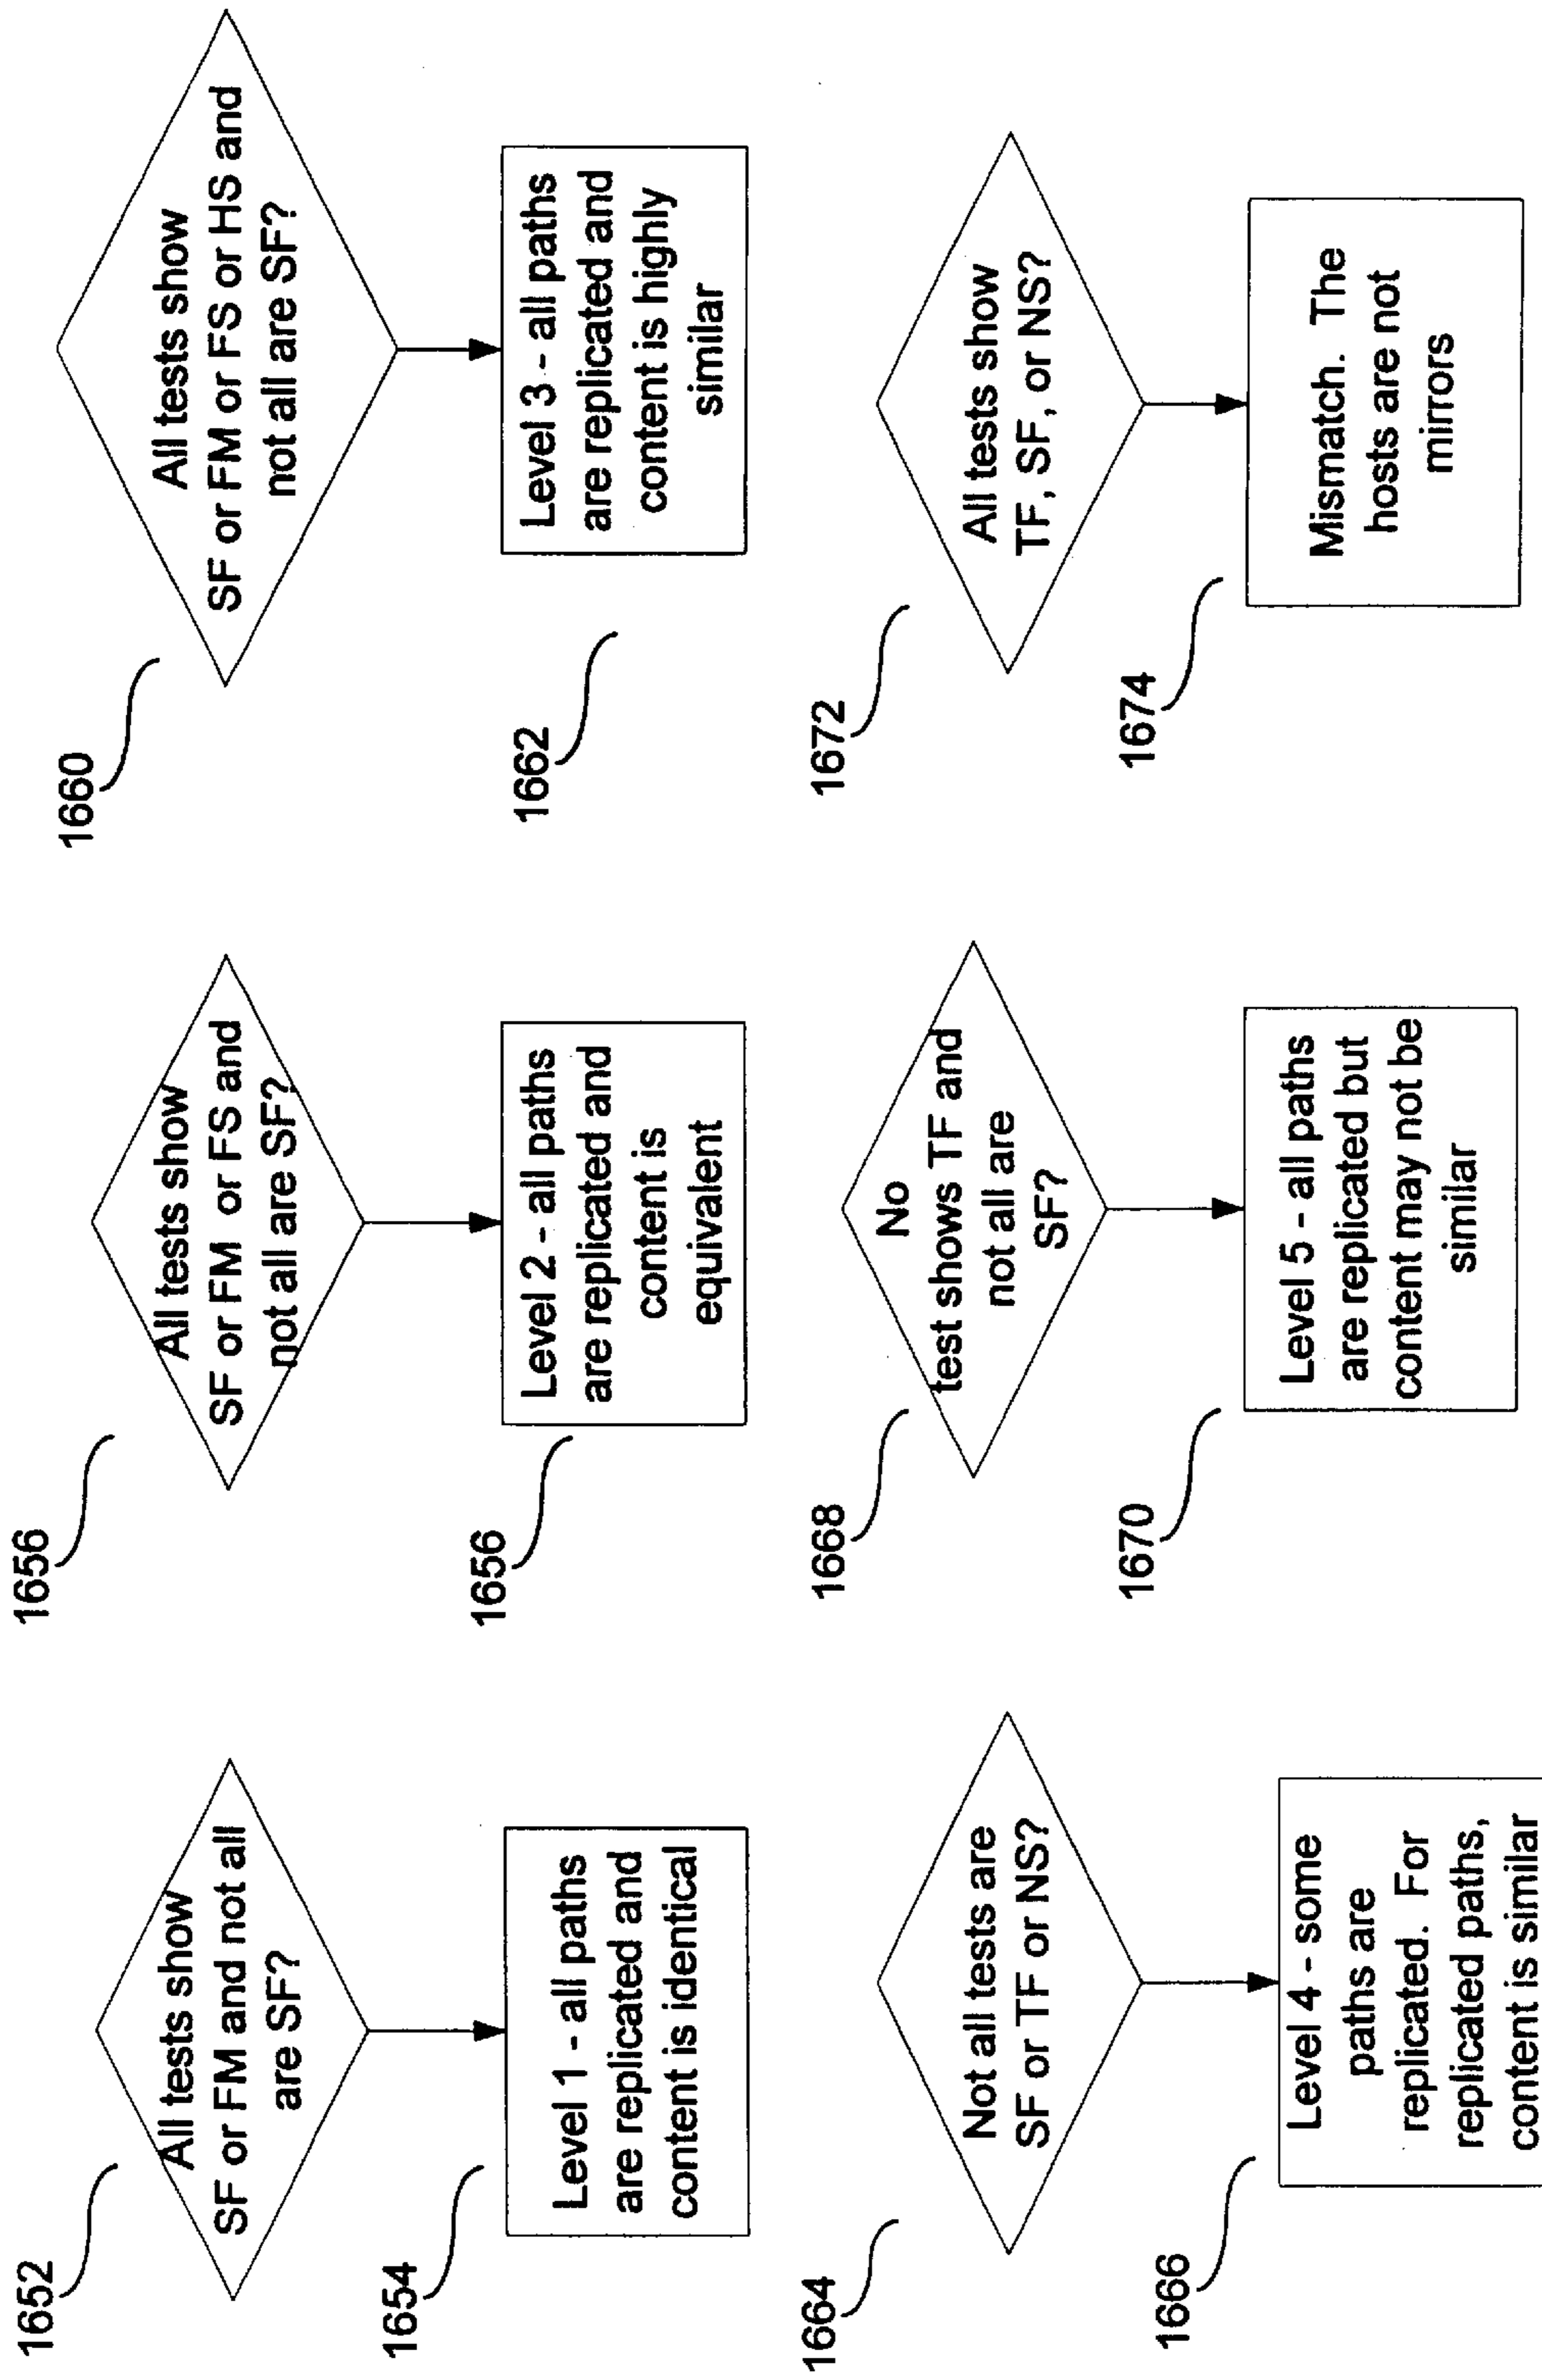 1652
All tests show
SF or FM and not all
are SF?
1654
Level 1 - all paths
are replicated and
content is identical
1656
All tests show
SF or FM or FS and
not all are SF?
1656
Level 2 - all paths
are replicated and
content is
equivalent
1660
All tests show
SF or FM or FS or HS and
not all are SF?
1662
Level 3 - all paths
are replicated and
content is highly
similar
1664
Not all tests are
SF or TF or NS?
1666
Level 4 - some
paths are
replicated. For
replicated paths,
content is similar
1668
No
test shows TF and
not all are
SF?
1670
Level 5 - all paths
are replicated but
content may not be
similar
1672
All tests show
TF, SF, or NS?
1674
Mismatch. The
hosts are not
mirrors